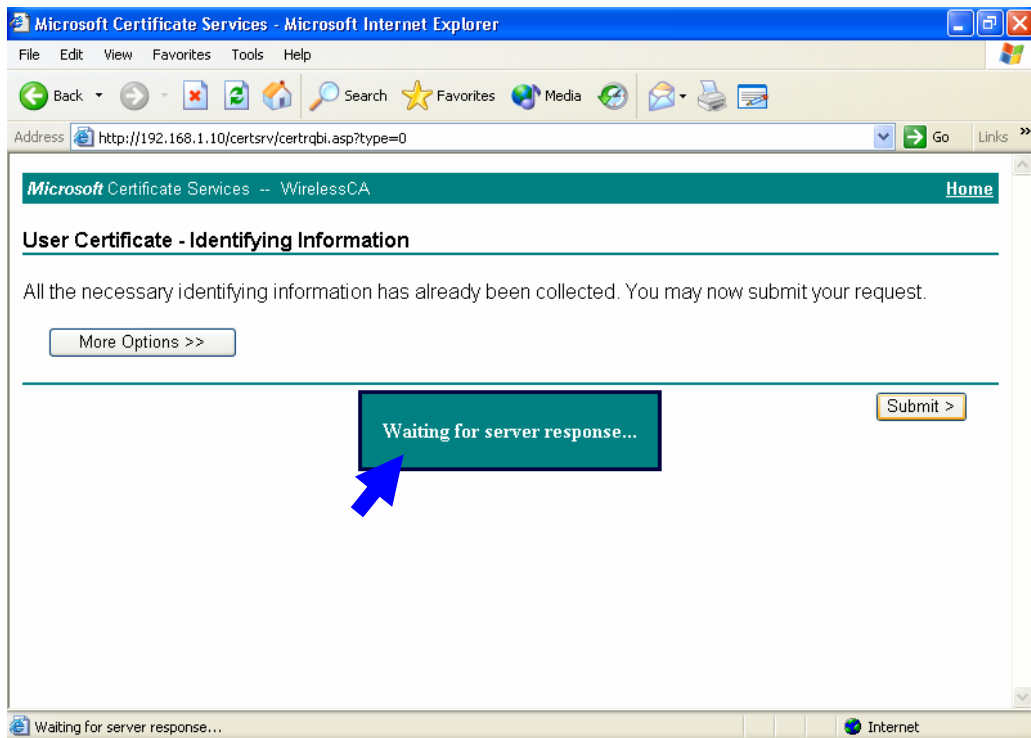 Microsoft Certificate Services - Microsoft Internet Explorer
File Edit View Favorites Tools Help
Back Search Favorites Media
Address http://192.168.1.10/certsrv/certrqbi.asp?type=0 Go Links »
Microsoft Certificate Services -- WirelessCA Home
User Certificate - Identifying Information
All the necessary identifying information has already been collected. You may now submit your request.
More Options >>
Submit >
Waiting for server response...
Waiting for server response... Internet